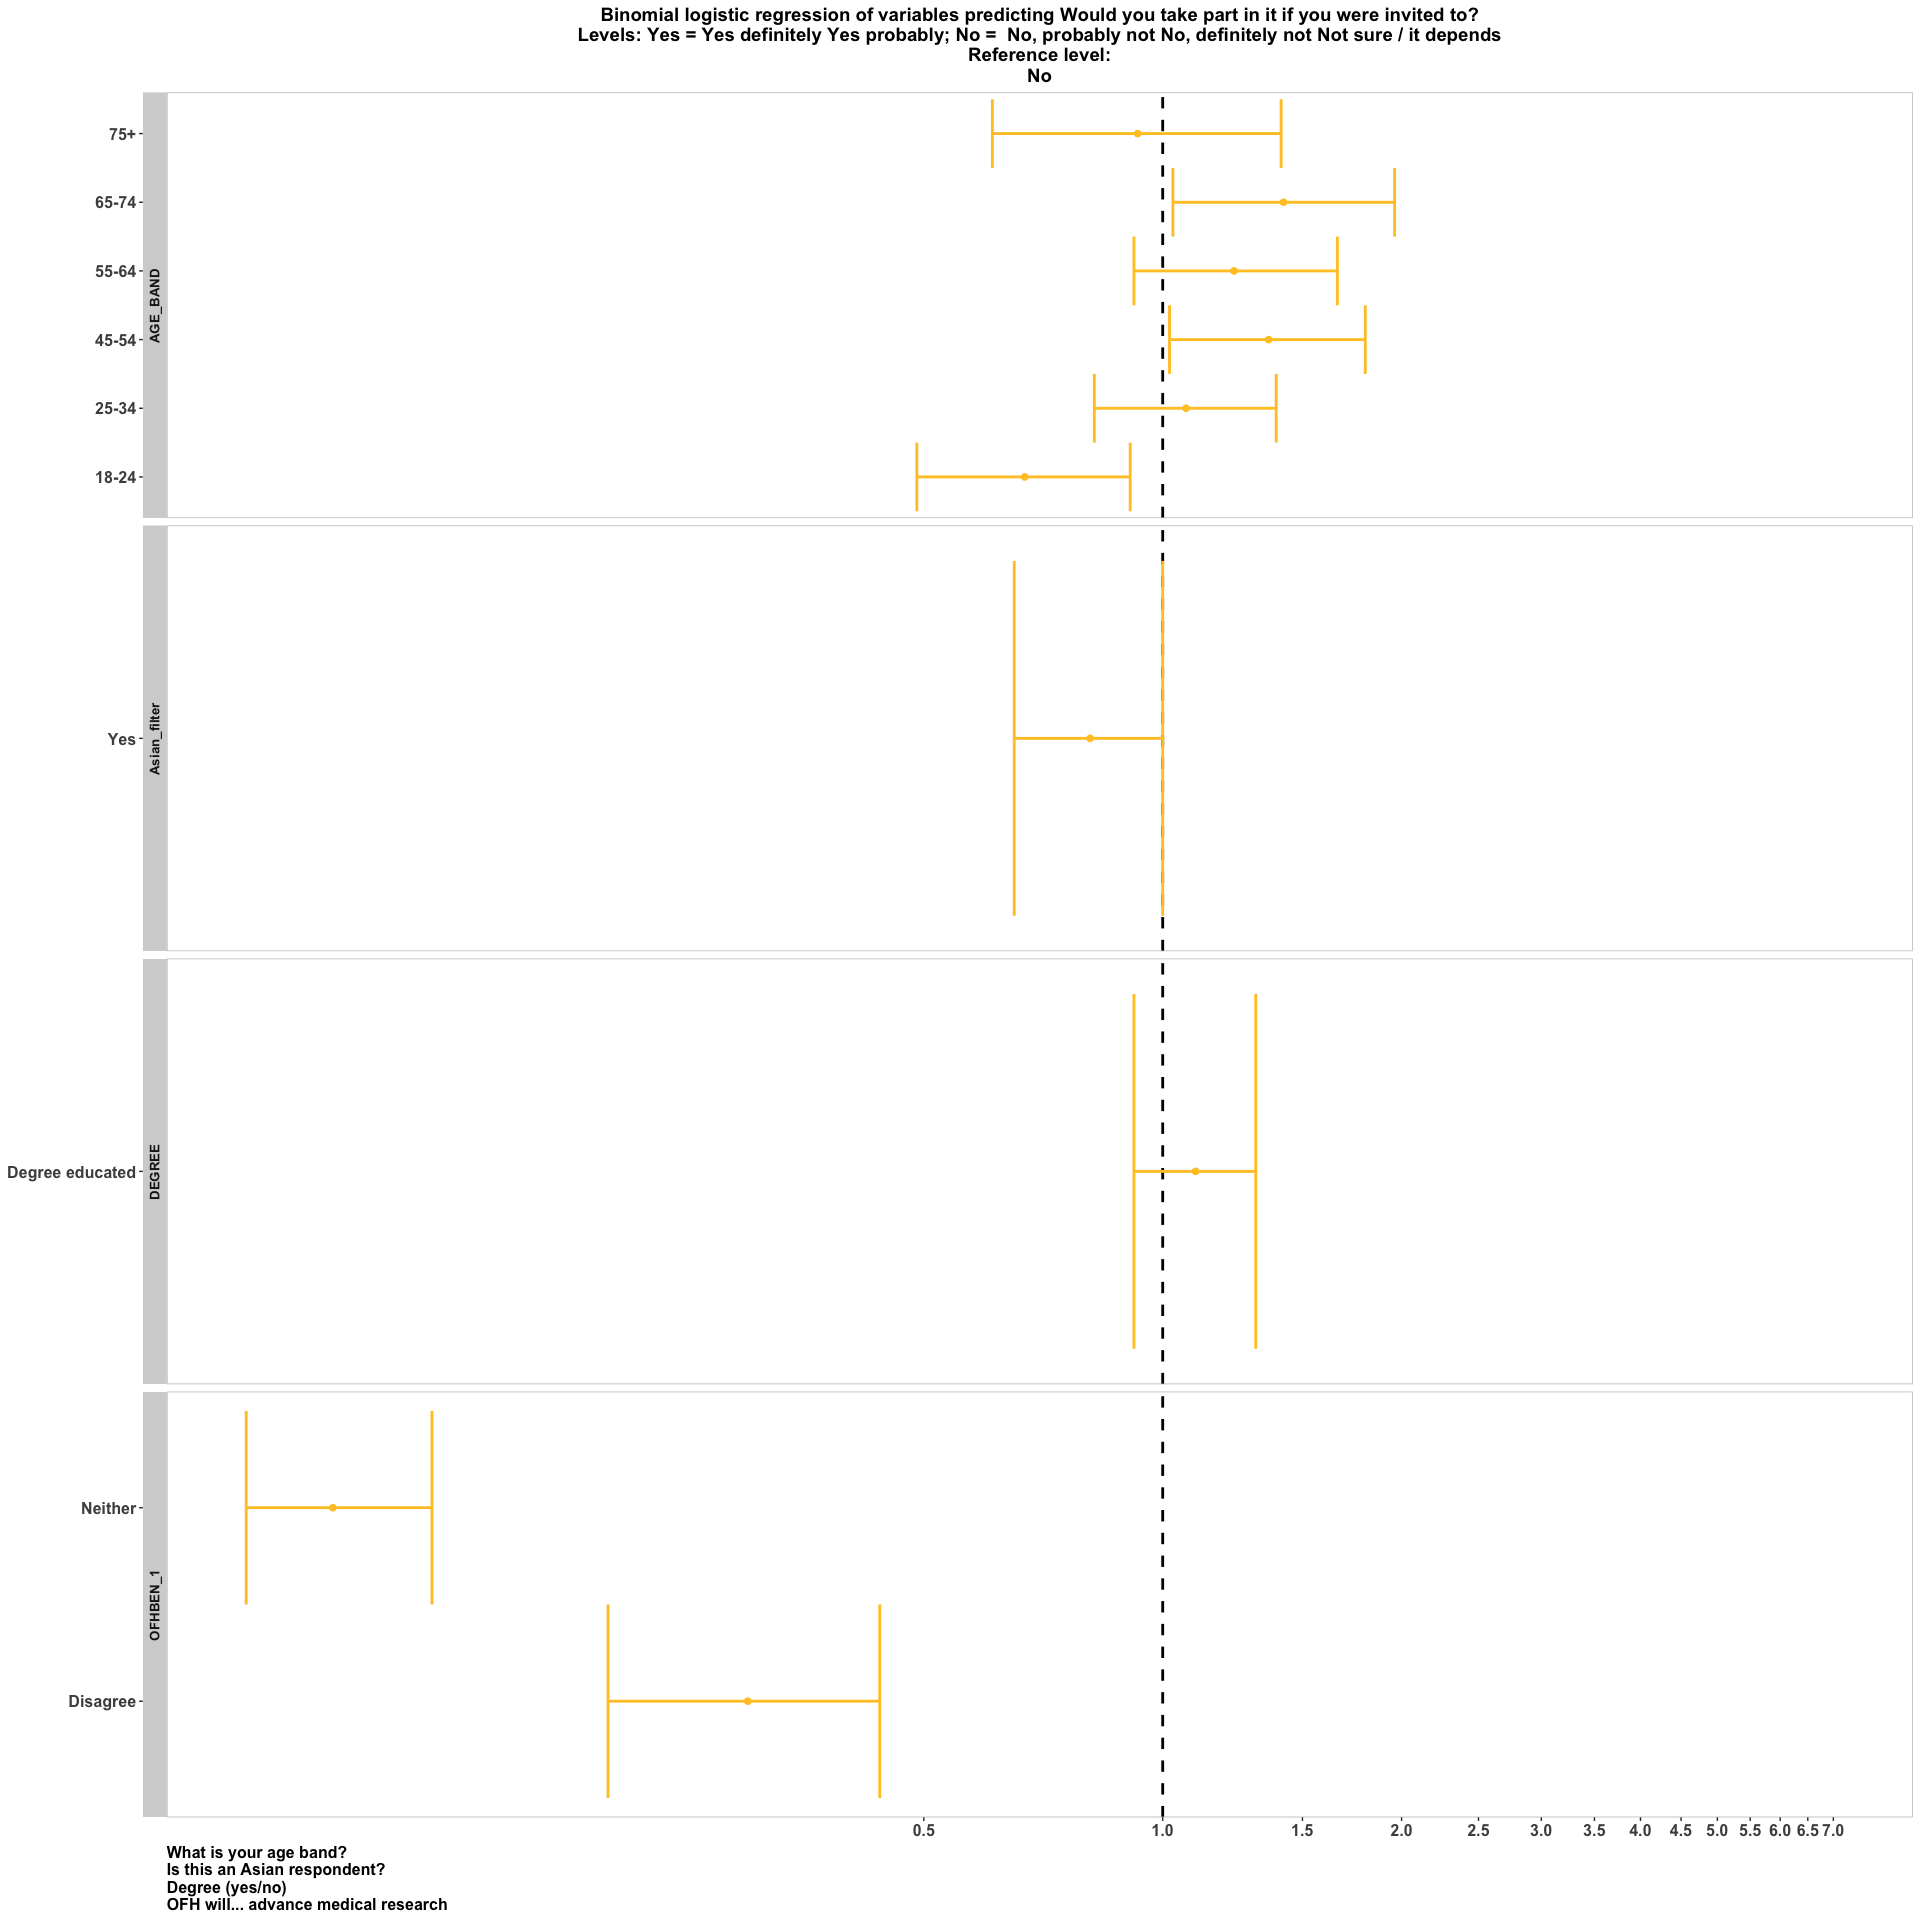 Binomial logistic regression of variables predicting Would you take part in it if you were invited to?
Levels: Yes = Yes definitely Yes probably; No =  No, probably not No, definitely not Not sure / it depends
Reference level:
No
AGE_BAND
75+
65-74
55-64
45-54
25-34
18-24
Asian_filter
Yes
DEGREE
Degree educated
OFHBEN_1
Neither
Disagree
0.5 1.0 1.5 2.0 2.5 3.0 3.5 4.0 4.5 5.0 5.5 6.0 6.5 7.0
What is your age band?
Is this an Asian respondent?
Degree (yes/no)
OFH will... advance medical research